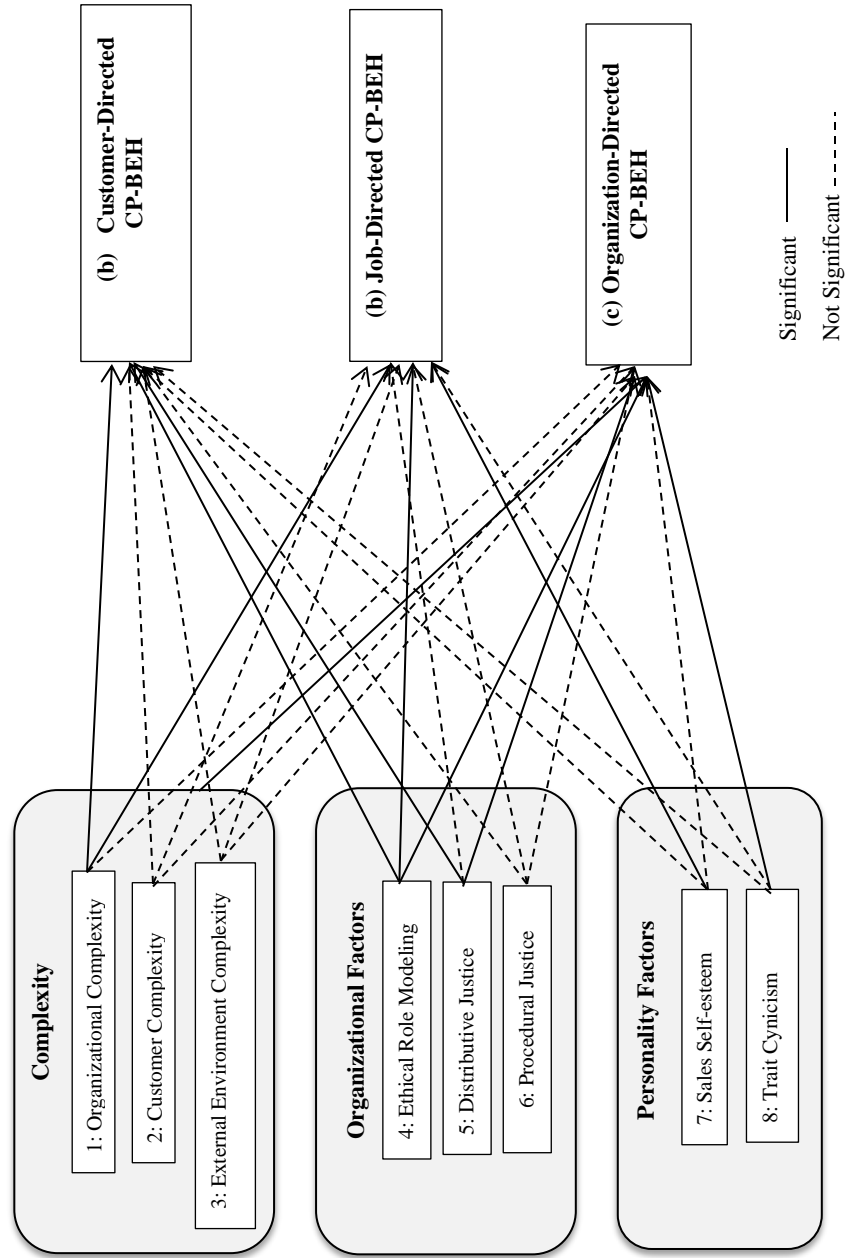 Complexity
1: Organizational Complexity
2: Customer Complexity
3: External Environment Complexity
Organizational Factors
4: Ethical Role Modeling
5: Distributive Justice
6: Procedural Justice
Personality Factors
7: Sales Self-esteem
8: Trait Cynicism
(b) Customer-Directed
CP-BEH
(b) Job-Directed CP-BEH
(c) Organization-Directed
CP-BEH
Significant
Not Significant